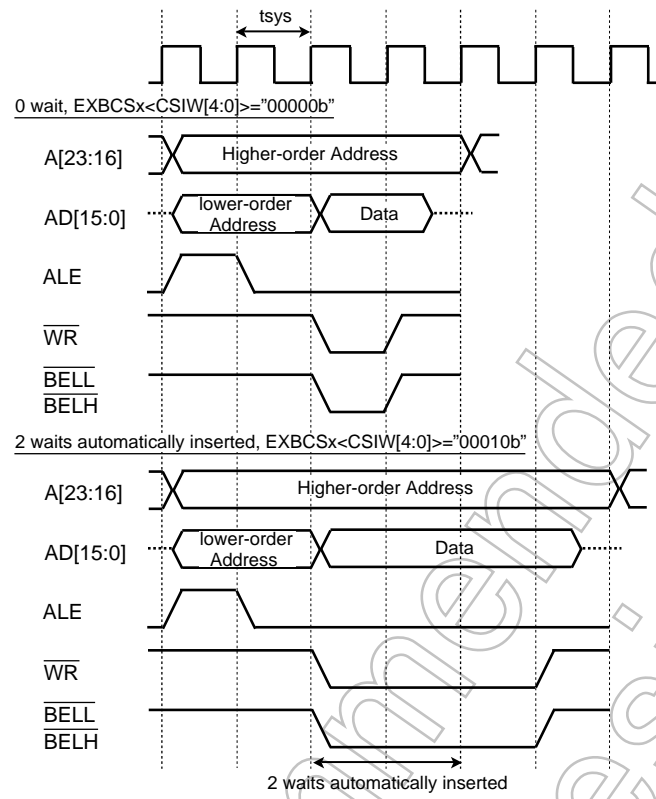 tsys
0 wait, EXBCSx<CSIW[4:0]>="00000b"
A[23:16]
Higher-order Address
AD[15:0]
lower-order
Address
Data
ALE
WR
BELL
BELH
2 waits automatically inserted, EXBCSx<CSIW[4:0]>="00010b"
A[23:16]
Higher-order Address
AD[15:0]
lower-order
Address
Data
ALE
WR
BELL
BELH
2 waits automatically inserted